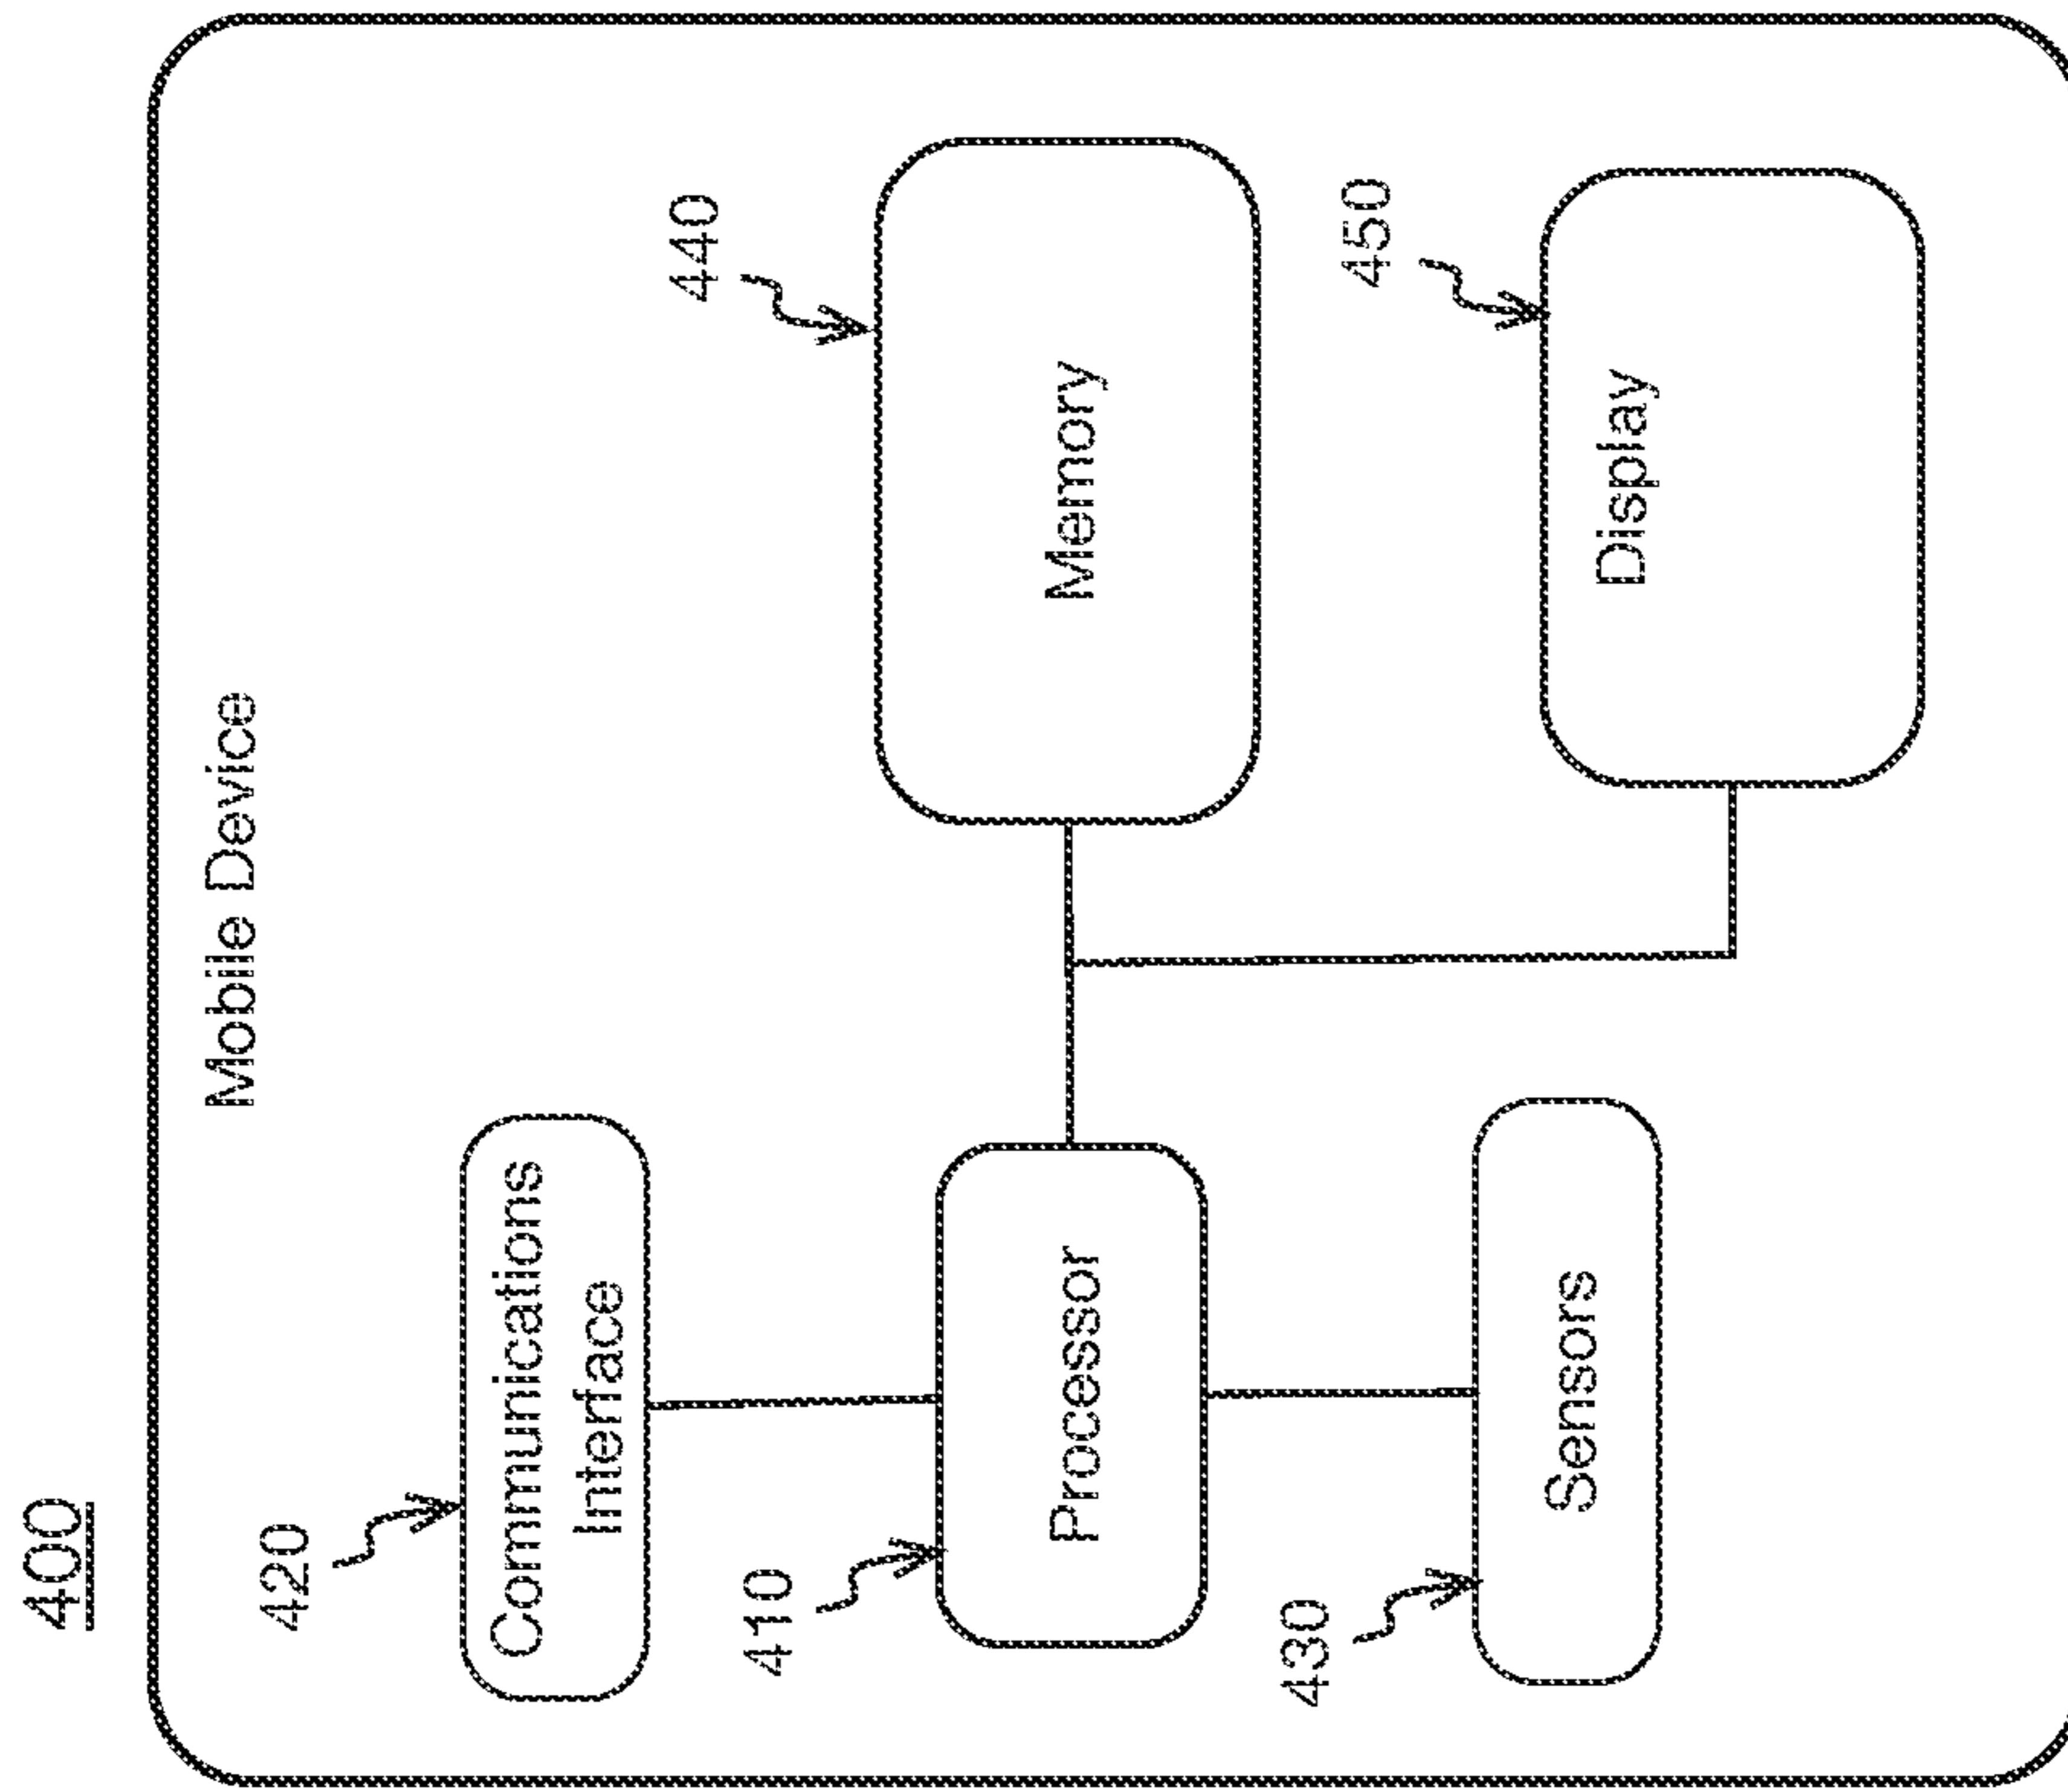 400
Mobile Device
420
Communications
Interface
440
Memory
410
Processor
450
Display
430
Sensors